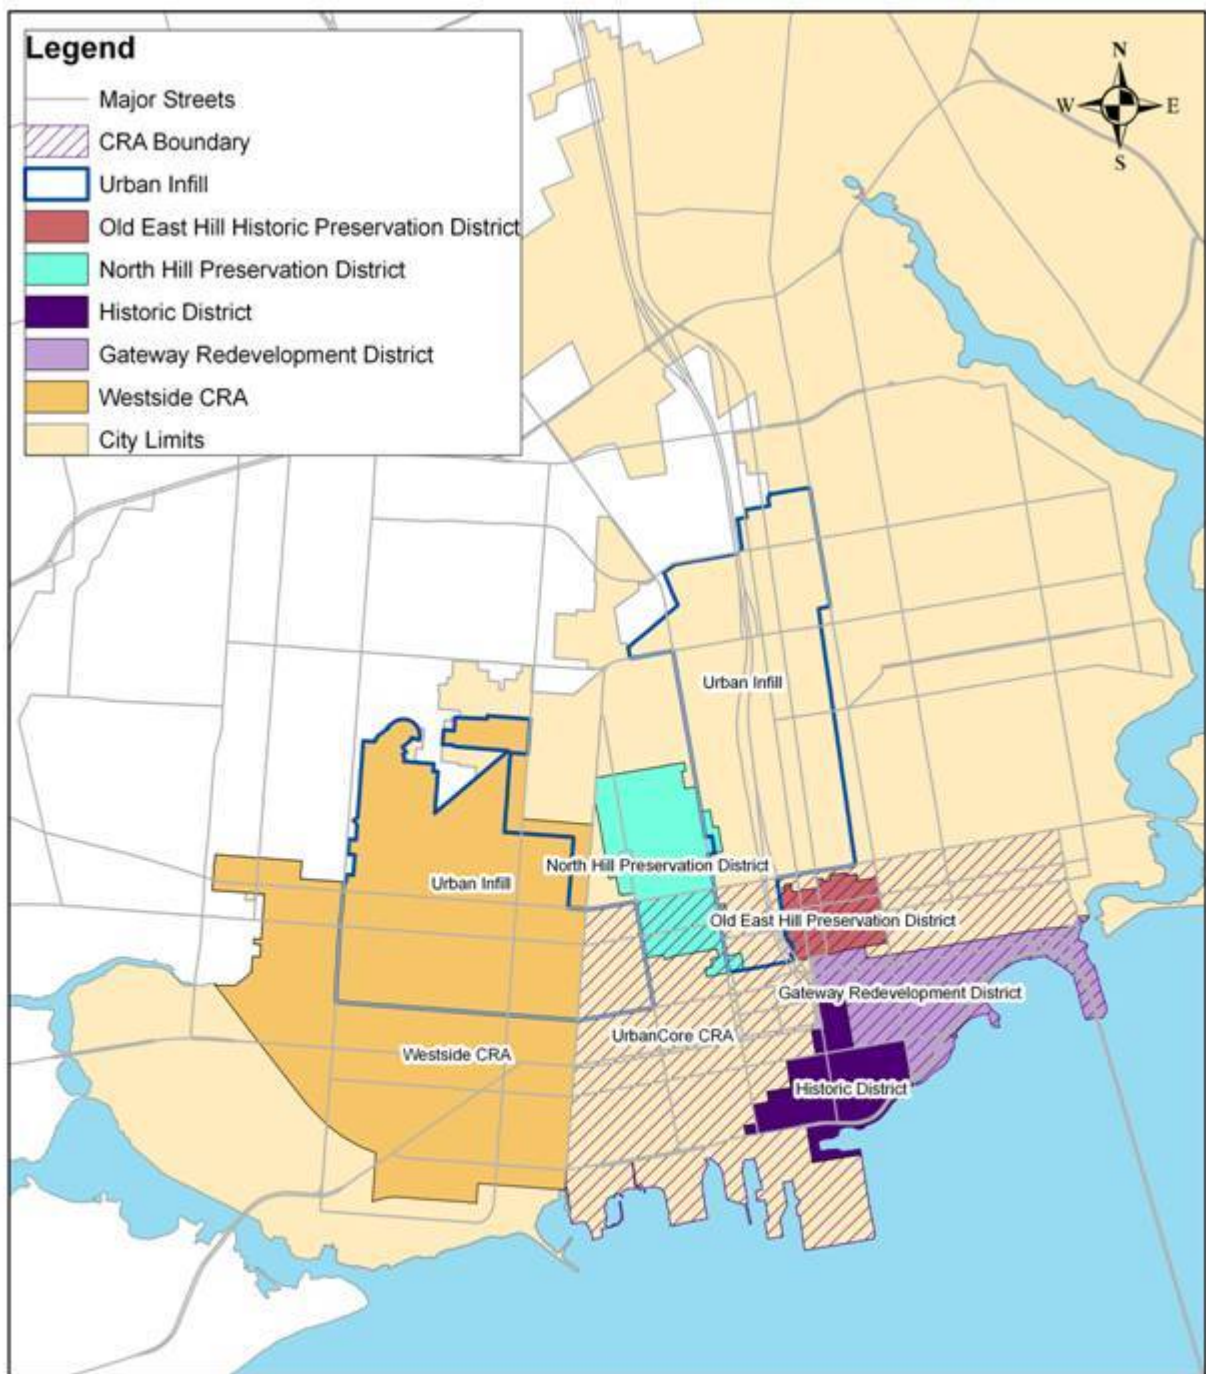 Legend
Major Streets
CRA Boundary
Urban Infill
Old East Hill Historic Preservation District
North Hill Preservation District
Historic District
Gateway Redevelopment District
Westside CRA
City Limits
N
W E
S
Urban Infill
North Hill Preservation District
Urban Infill
Old East Hill Preservation District
Gateway Redevelopment District
UrbanCore CRA
Westside CRA
Historic District